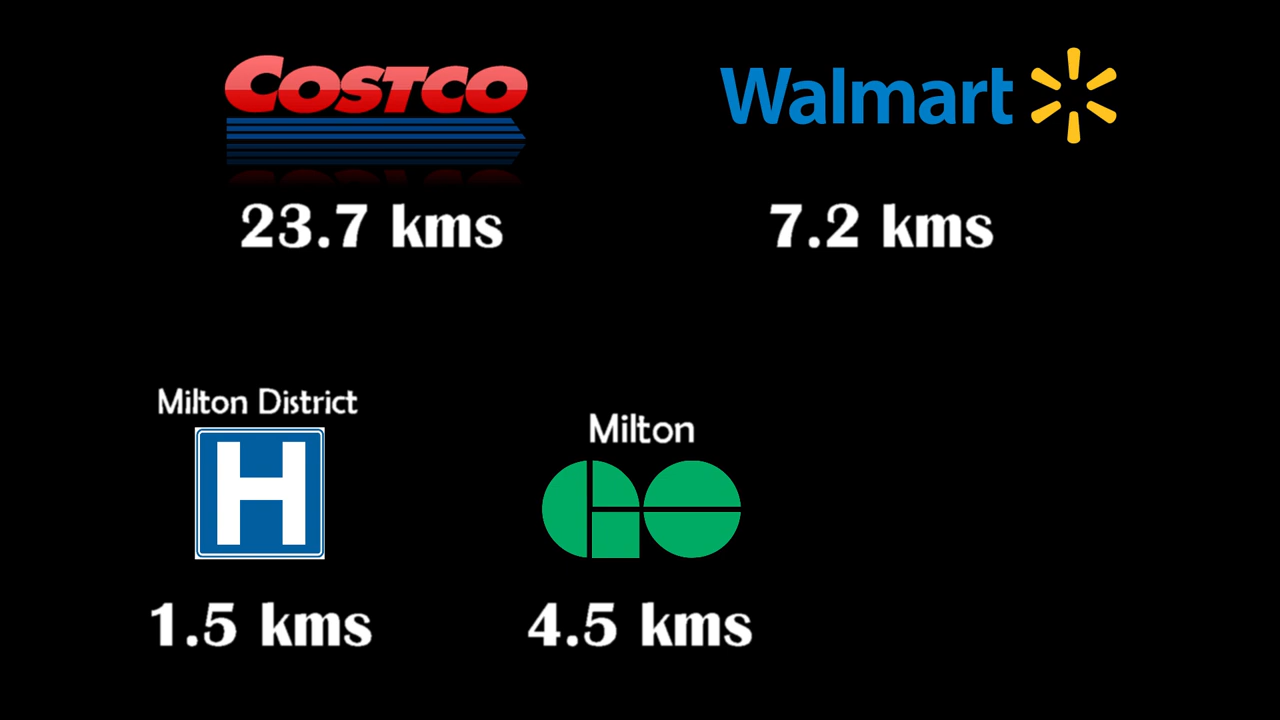 COSTCO
Walmart
23.7 kms
7.2 kms
Milton District
H
Milton
GO
1.5 kms
4.5 kms